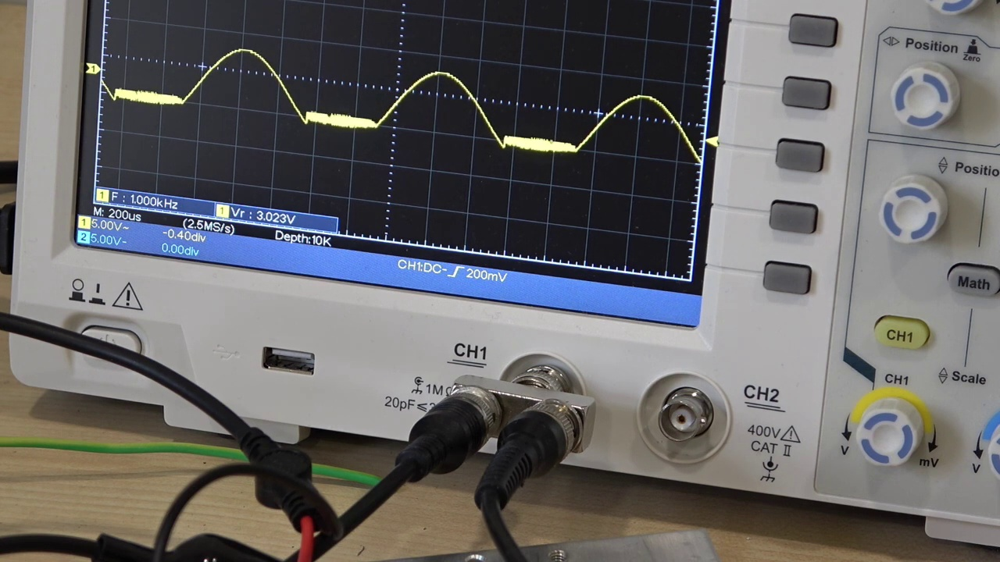 1
1 F : 1.000kHz
1 Vr : 3.023V
M: 200us
(2.5MS/s)
Depth:10K
1 5.00V~
-0.40div
2 5.00V-
0.00div
CH1:DC-
200mV
Position
Zero
Positio
Math
CH1
CH1
Scale
V
mV
V
CH1
1M
20pF≤
CH2
400V
CAT II